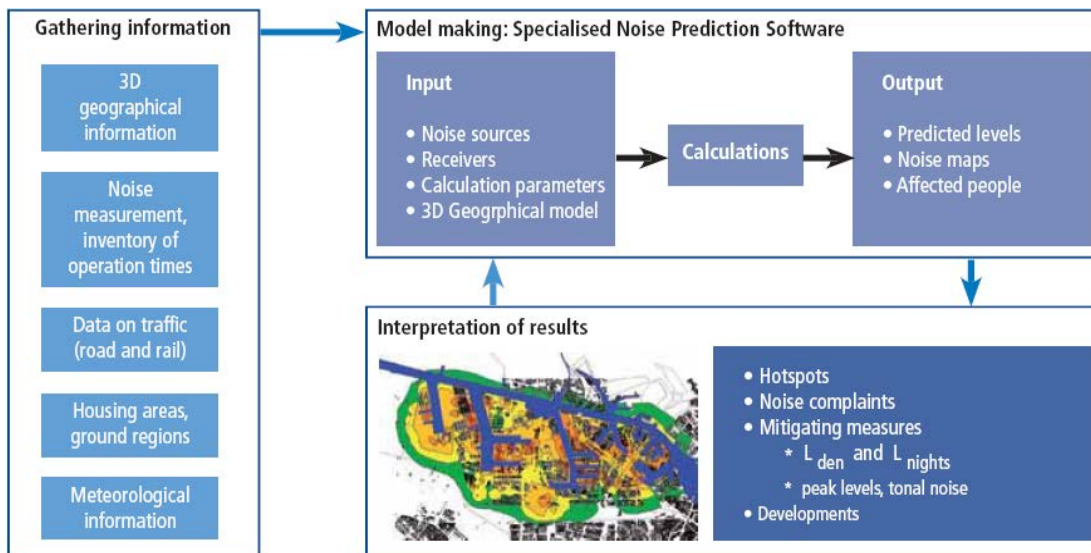 Gathering information
3D
geographical
information
Noise
measurement,
inventory of
operation times
Data on traffic
(road and rail)
Housing areas,
ground regions
Meteorological
information
Model making: Specialised Noise Prediction Software
Input
• Noise sources
• Receivers
• Calculation parameters
• 3D Geogrphical model
Calculations
Output
• Predicted levels
• Noise maps
• Affected people
Interpretation of results
• Hotspots
• Noise complaints
• Mitigating measures
* L den and L nights
* peak levels, tonal noise
• Developments